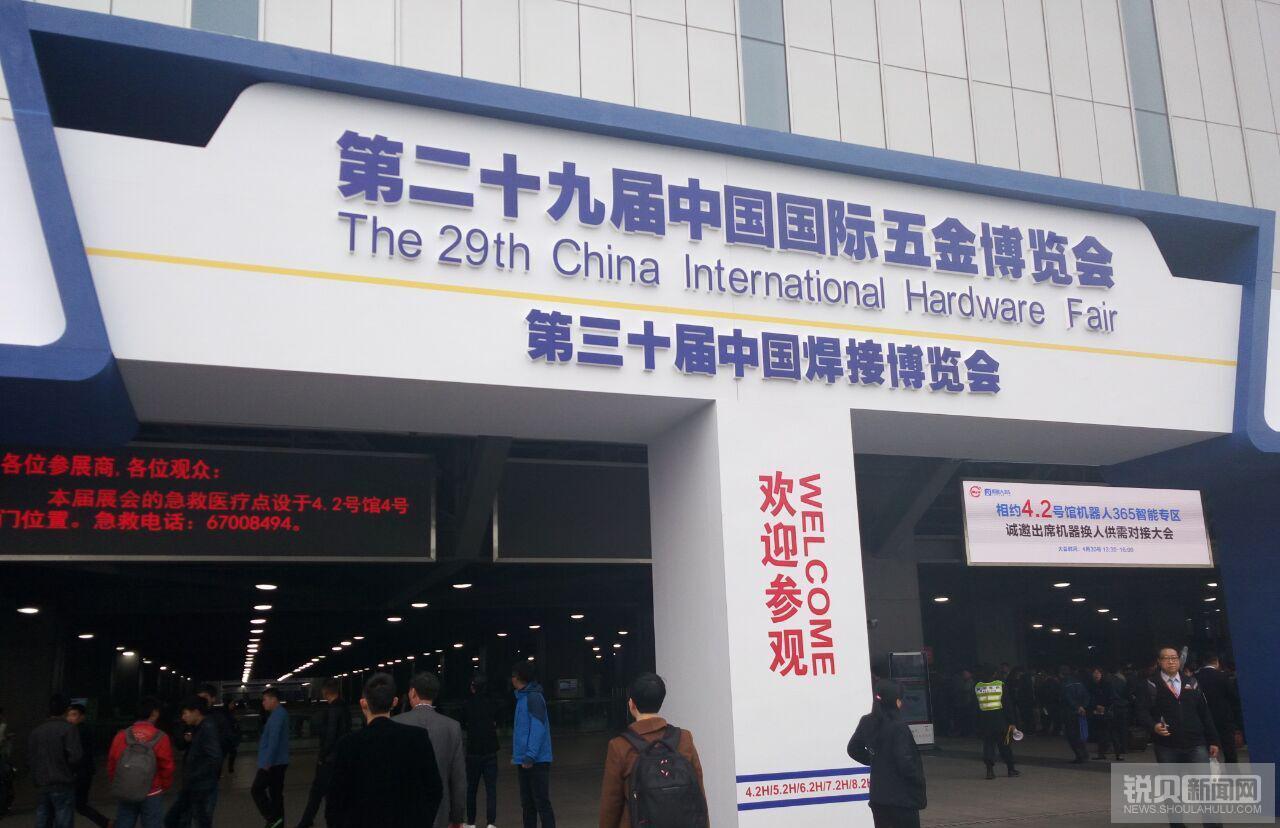 第二十九届中国国际五金博览会
The 29th China International Hardware Fair
第三十届中国焊接博览会
各位参展商,各位观众:
本届展会的急救医疗点设于4.2号馆4号
门位置。急救电话:67008494。
欢迎参观
WELCOME
相约4.2号馆机器人365智能专区
诚邀出席机器换人供需对接大会
4.2H/5.2H/6.2H/7.2H/8.2H
锐贝新闻网
NEWS.SHOULAHULU.COM